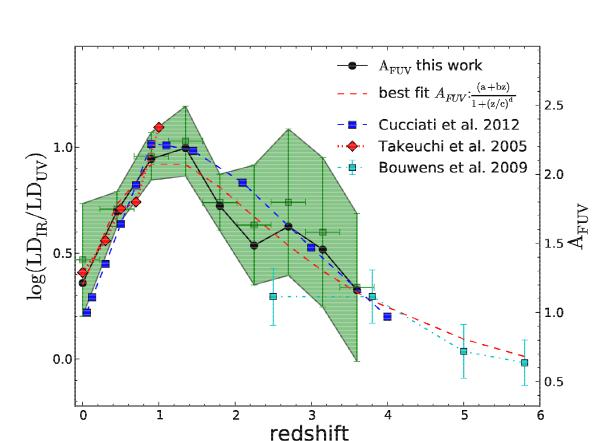 A_FUV this work
best fit A_FUV:(a+bz)/1+(z/c)^d
Cucciati et al. 2012
Takeuchi et al. 2005
Bouwens et al. 2009
log(LD_IR/LD_UV)
1.0
0.5
0.0
2.5
2.0
1.5
1.0
0.5
A_FUV
0 1 2 3 4 5 6
redshift